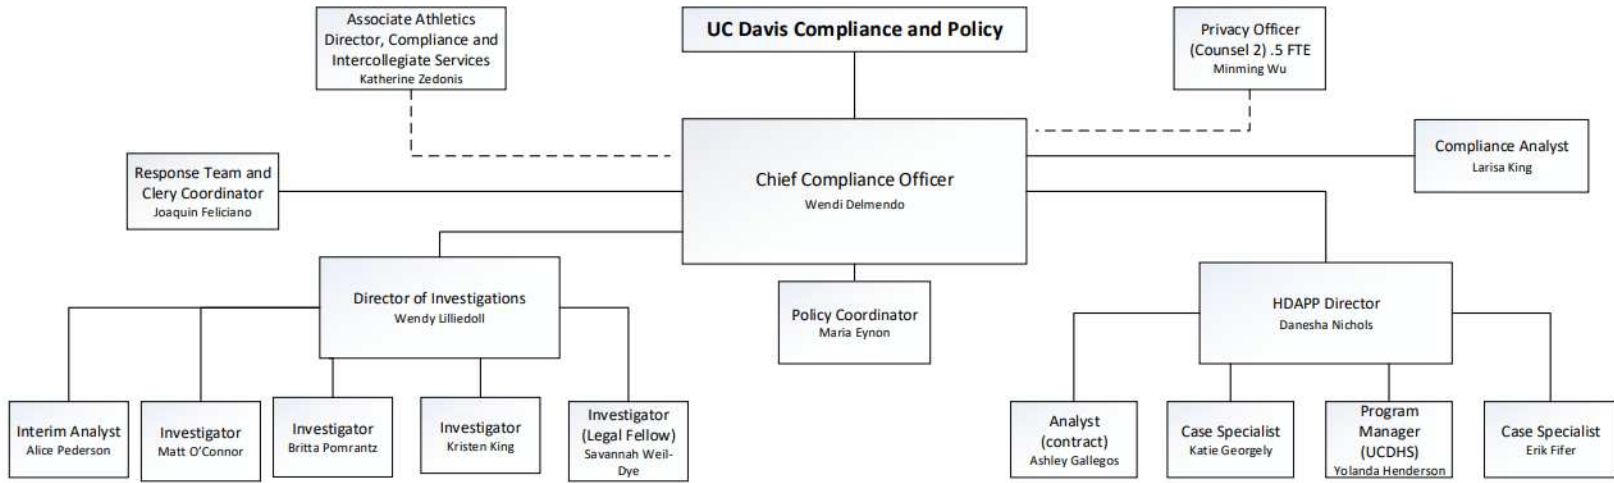 Associate Athletics
Director, Compliance and
Intercollegiate Services
Katherine Zedonis
UC Davis Compliance and Policy
Privacy Officer
(Counsel 2) .5 FTE
Minming Wu
Response Team and
Clery Coordinator
Joaquin Feliciano
Chief Compliance Officer
Wendi Delmendo
Compliance Analyst
Larisa King
Director of Investigations
Wendy Lilliedoll
Policy Coordinator
Maria Eynon
HDAPP Director
Danesha Nichols
Interim Analyst
Alice Pederson
Investigator
Matt O’Connor
Investigator
Britta Pomrantz
Investigator
Kristen King
Investigator
(Legal Fellow)
Savannah Weil-
Dye
Analyst
(contract)
Ashley Gallegos
Case Specialist
Katie Georgely
Program
Manager
(UCDHS)
Yolanda Henderson
Case Specialist
Erik Fifer